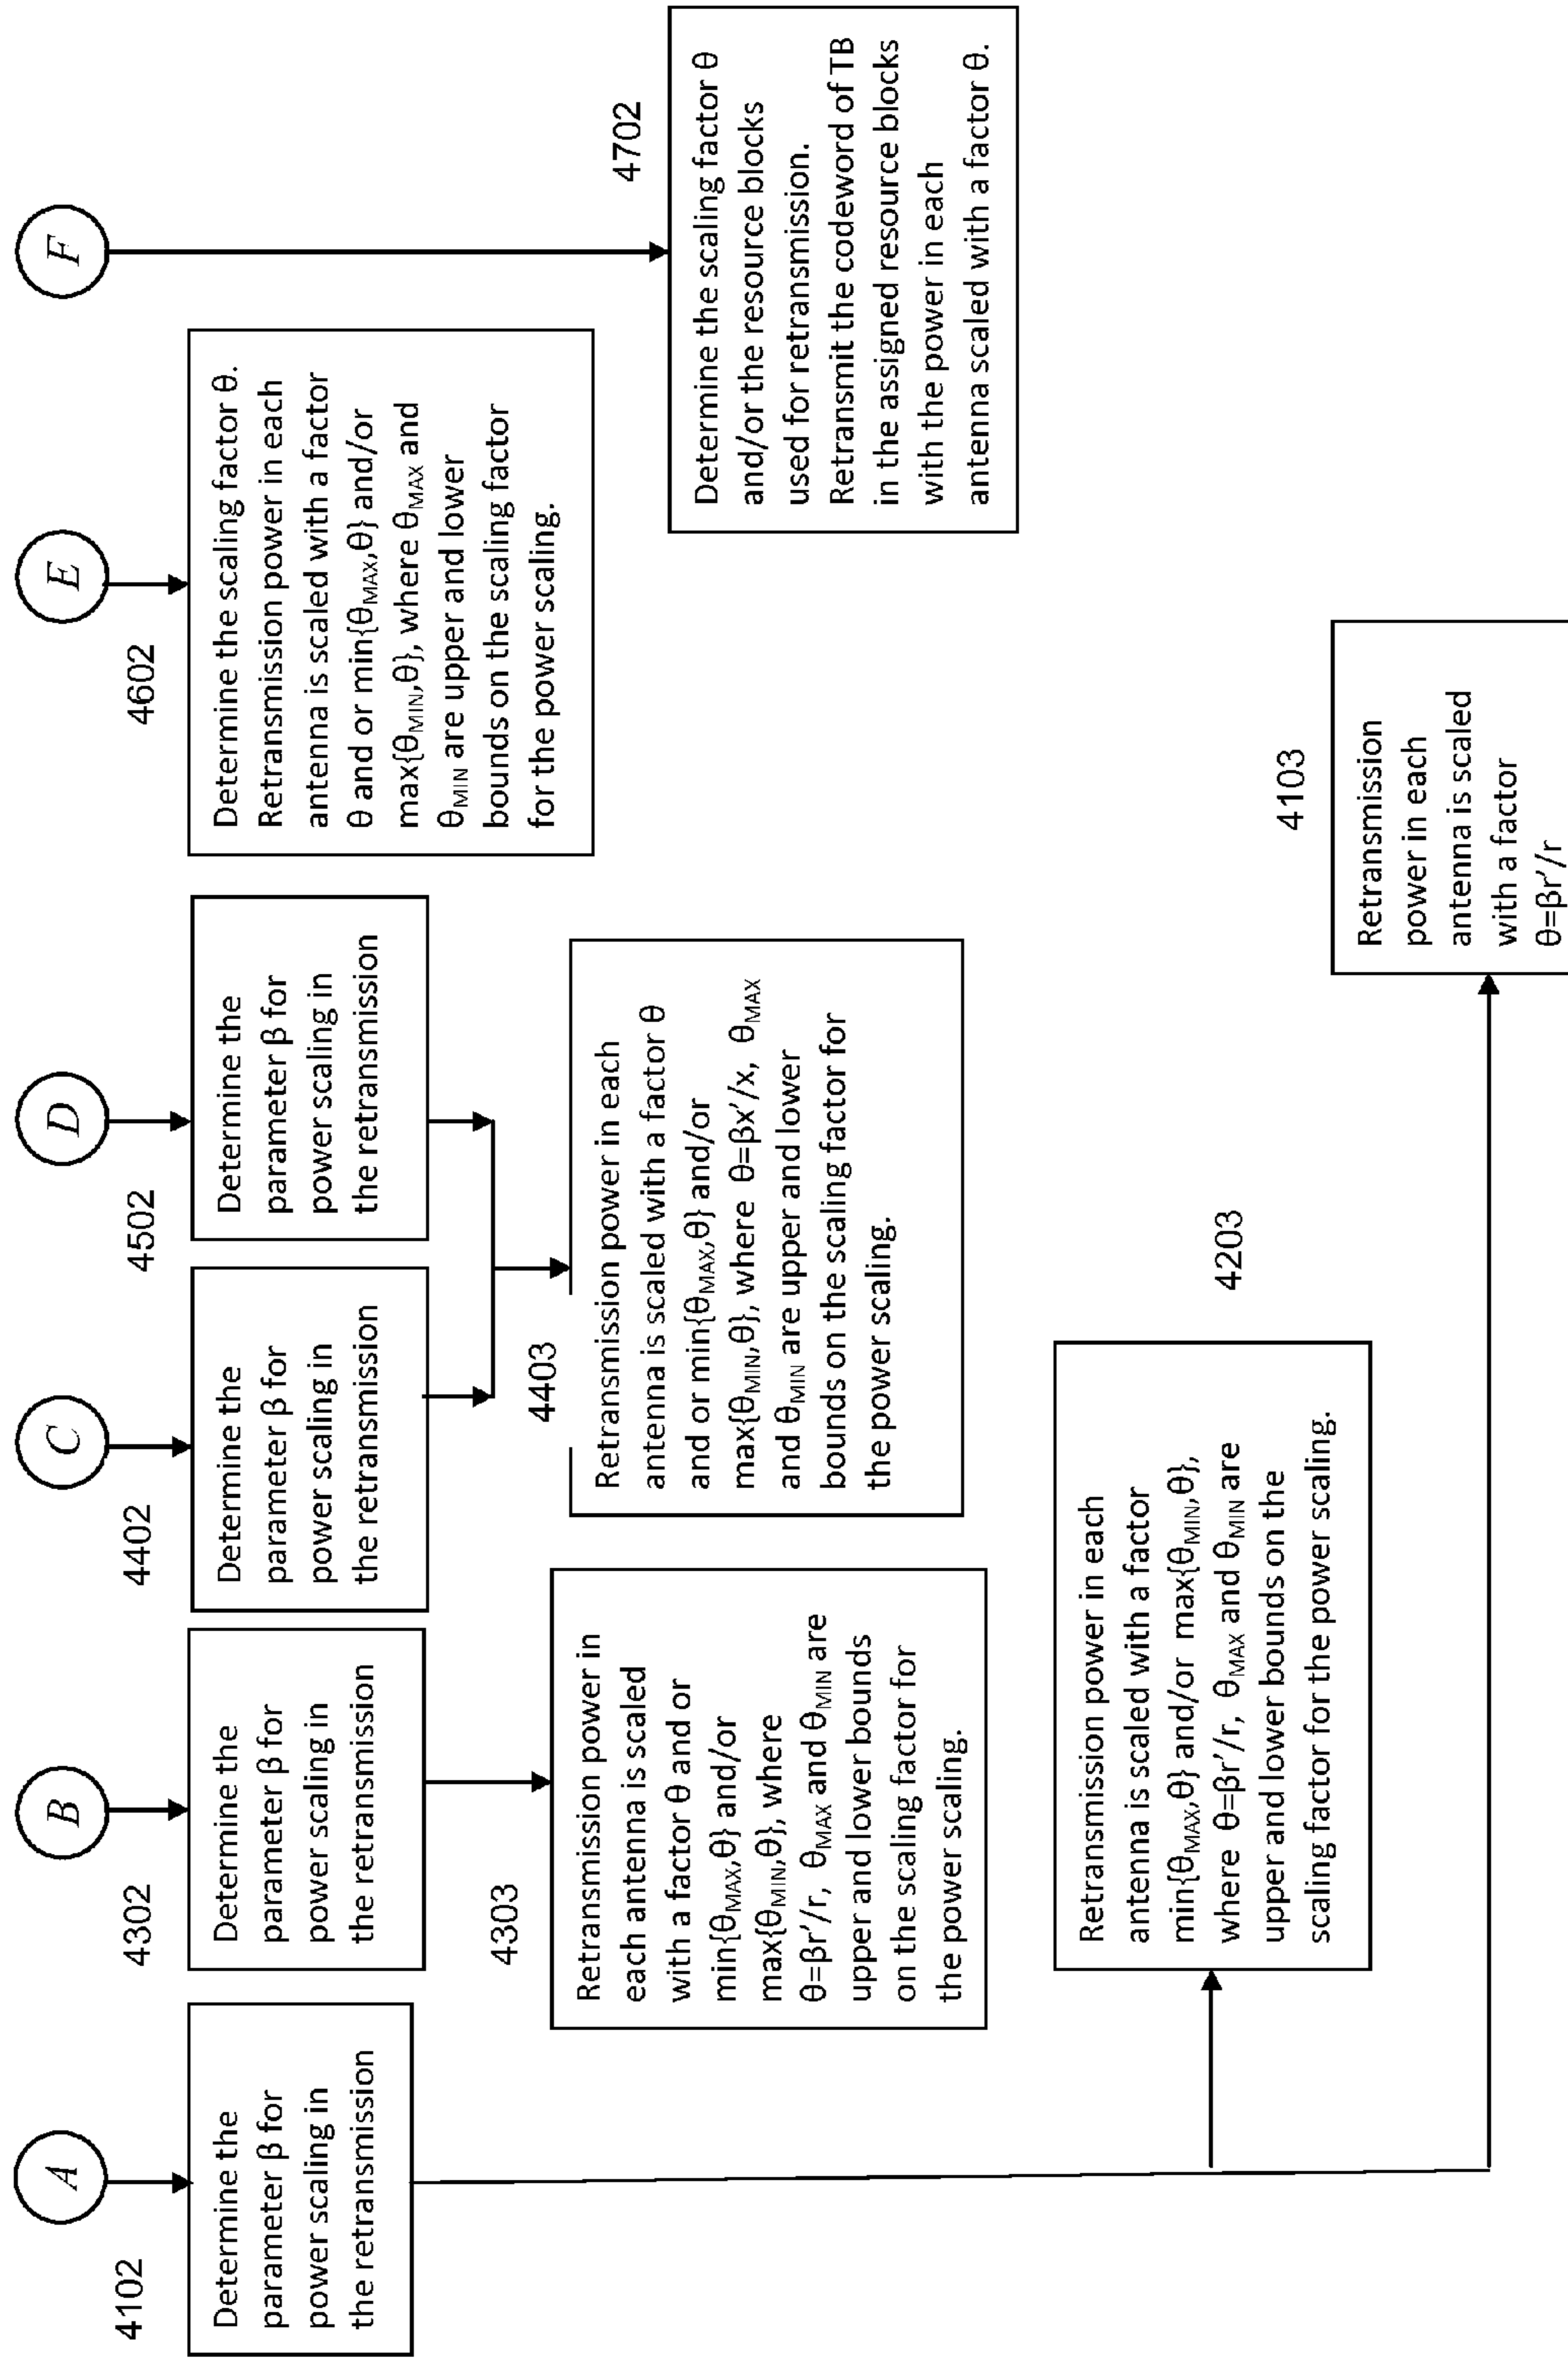 A
4102
Determine the
parameter β for
power scaling in
the retransmission
B
4302
Determine the
parameter β for
power scaling in
the retransmission
4303
Retransmission power in
each antenna is scaled
with a factor θ and or
min{θMAX,θ} and/or
max{θMIN,θ}, where
θ=βr'/r, θMAX and θMIN are
upper and lower bounds
on the scaling factor for
the power scaling.
C
4402
Determine the
parameter β for
power scaling in
the retransmission
D
4502
Determine the
parameter β for
power scaling in
the retransmission
4403
Retransmission power in each
antenna is scaled with a factor θ
and or min{θMAX,θ} and/or
max{θMIN,θ}, where θ=βx'/x, θMAX
and θMIN are upper and lower
bounds on the scaling factor for
the power scaling.
E
4602
Determine the scaling factor θ.
Retransmission power in each
antenna is scaled with a factor
θ and or min{θMAX,θ} and/or
max{θMIN,θ}, where θMAX and
θMIN are upper and lower
bounds on the scaling factor
for the power scaling.
F
4702
Determine the scaling factor θ
and/or the resource blocks
used for retransmission.
Retransmit the codeword of TB
in the assigned resource blocks
with the power in each
antenna scaled with a factor θ.
4203
Retransmission power in each
antenna is scaled with a factor
min{θMAX,θ} and/or max{θMIN,θ},
where θ=βr'/r, θMAX and θMIN are
upper and lower bounds on the
scaling factor for the power scaling.
4103
Retransmission
power in each
antenna is scaled
with a factor
θ=βr'/r